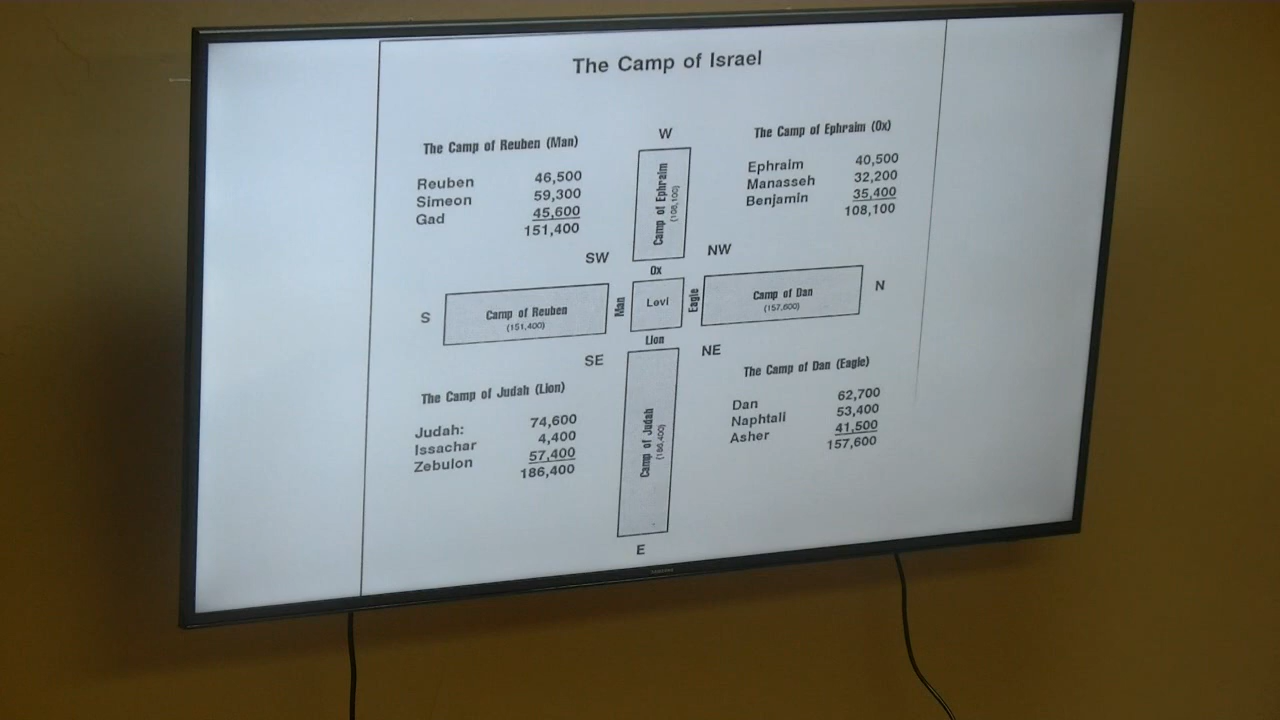 The Camp of Israel
The Camp of Reuben (Man)
Reuben 46,500
Simeon 59,300
Gad 45,600
151,400
W
The Camp of Ephraim (Ox)
Ephraim 40,500
Manasseh 32,200
Benjamin 35,400
108,100
Camp of Ephraim
(108,100)
SW
NW
Ox
S
Camp of Reuben
(151,400)
Man
Levi
Eagle
Camp of Dan
(157,600)
N
Lion
SE
NE
The Camp of Judah (Lion)
Judah: 74,600
Issachar 4,400
Zebulon 57,400
186,400
Camp of Judah
(186,400)
The Camp of Dan (Eagle)
Dan 62,700
Naphtali 53,400
Asher 41,500
157,600
E